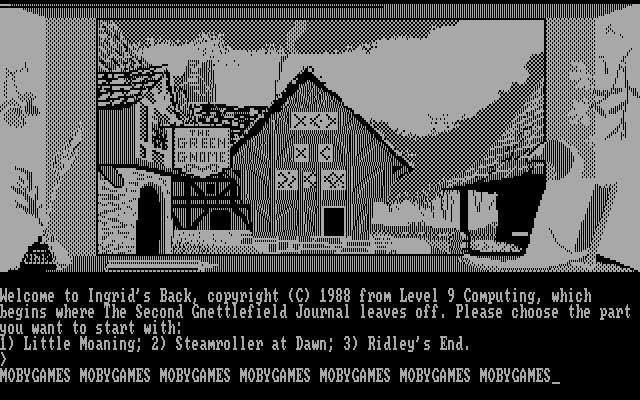 THE
GREEN
GNOME
Welcome to Ingrid's Back, copyright (C) 1988 from Level 9 Computing, which
begins where The Second Gnettlefield Journal leaves off. Please choose the part
you want to start with:
1) Little Moaning; 2) Steamroller at Dawn; 3) Ridley's End.
>
MOBYGAMES MOBYGAMES MOBYGAMES MOBYGAMES MOBYGAMES MOBYGAMES MOBYGAMES_